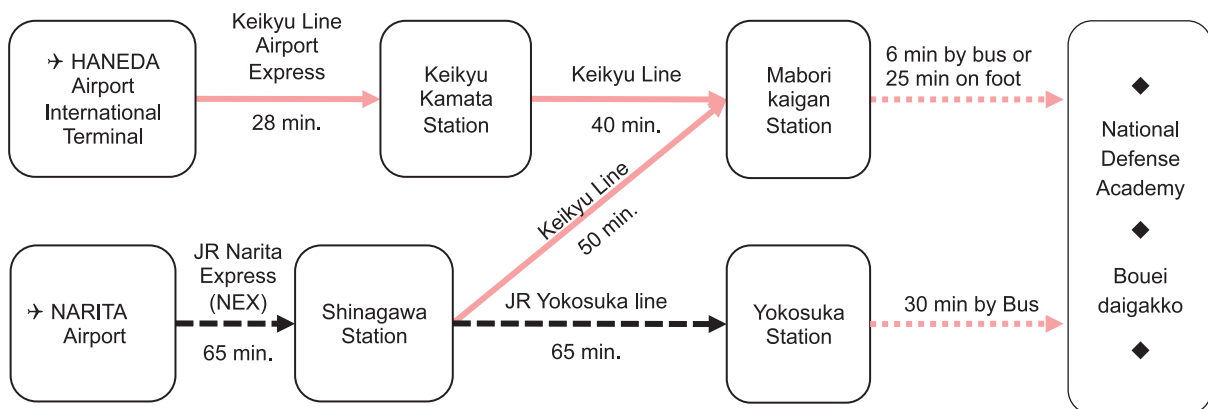 ✈ HANEDA
Airport
International
Terminal
Keikyu Line
Airport
Express
28 min.
Keikyu
Kamata
Station
Keikyu Line
40 min.
Mabori
kaigan
Station
6 min by bus or
25 min on foot
National
Defense
Academy
Bouei
daigakko
Keikyu Line
50 min.
✈ NARITA
Airport
JR Narita
Express
(NEX)
65 min.
Shinagawa
Station
JR Yokosuka line
65 min.
Yokosuka
Station
30 min by Bus